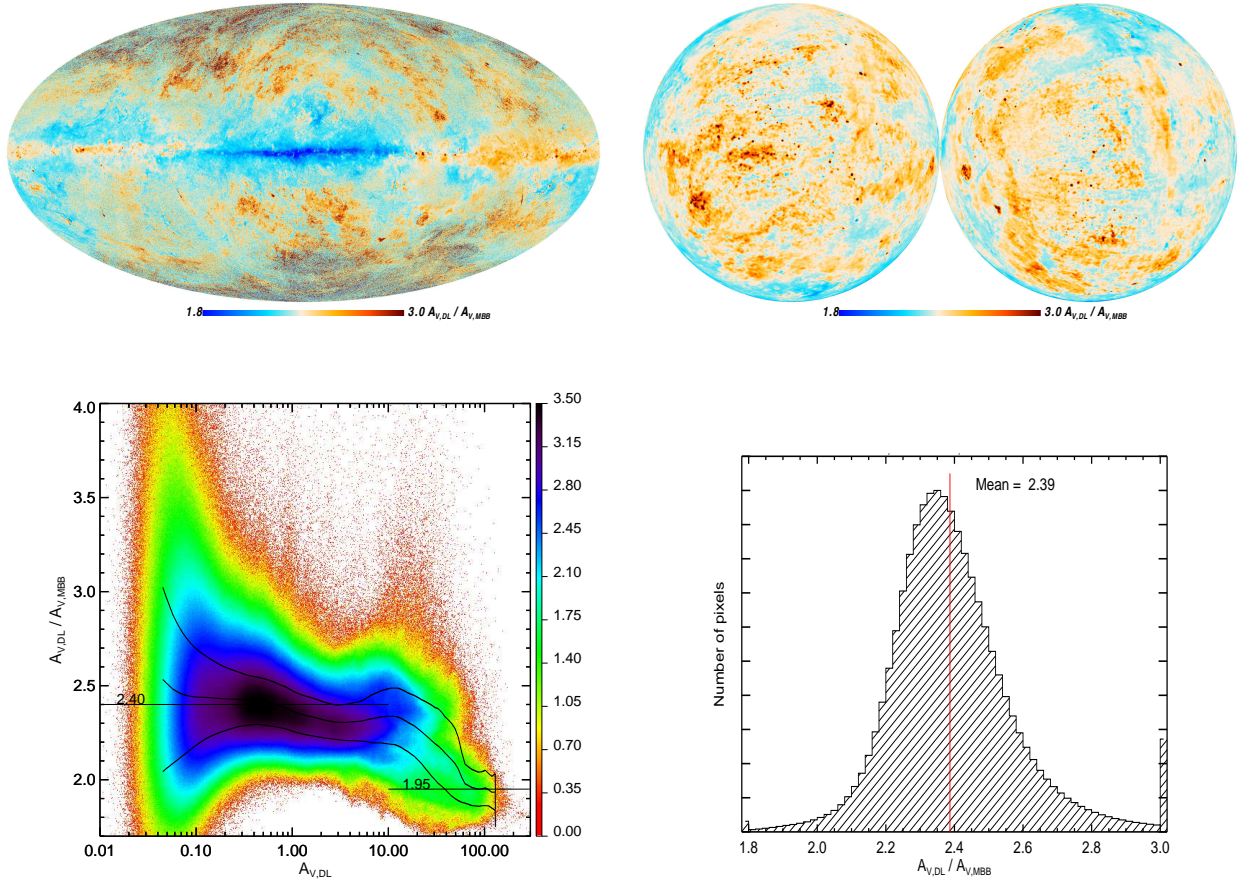 1.8 3.0 A_V,DL / A_V,MBB
1.8 3.0 A_V,DL / A_V,MBB
4.0
3.5
3.0
2.5
2.0
A_V,DL / A_V,MBB
2.40
1.95
0.01 0.10 1.00 10.00 100.00
A_V,DL
3.50
3.15
2.80
2.45
2.10
1.75
1.40
1.05
0.70
0.35
0.00
Mean = 2.39
Number of pixels
1.8 2.0 2.2 2.4 2.6 2.8 3.0
A_V,DL / A_V,MBB